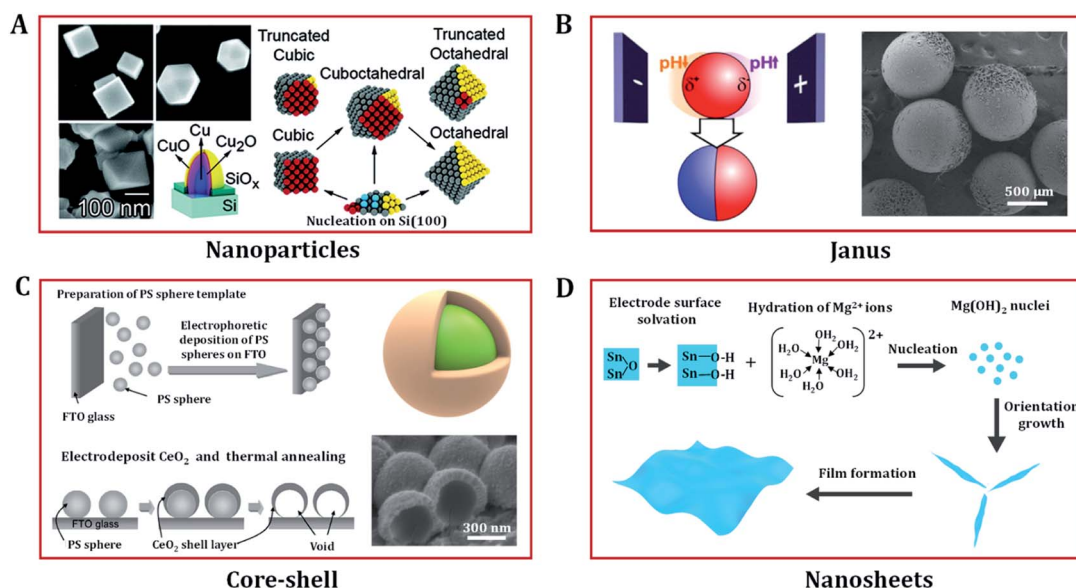 A
Truncated
Cubic
Cuboctahedral
Truncated
Octahedral
Cubic
Octahedral
Cu
CuO
Cu₂O
SiOₓ
Si
100 nm
Nucleation on Si(100)
Nanoparticles
B
-
pH
δ⁺
pH
δ⁻
+
500 μm
Janus
C
Preparation of PS sphere template
Electrophoretic
deposition of PS
spheres on FTO
PS sphere
FTO glass
Electrodeposit CeO₂ and thermal annealing
FTO glass
PS sphere
CeO₂ shell layer
Void
300 nm
Core-shell
D
Electrode surface
solvation
Hydration of Mg²⁺ ions
Mg(OH)₂ nuclei
Sn
O
Sn
Sn—O-H
Sn—O-H
+
OH₂
H₂O
OH₂
Mg
H₂O
OH₂
H₂O
2+
Nucleation
Orientation
growth
Film formation
Nanosheets